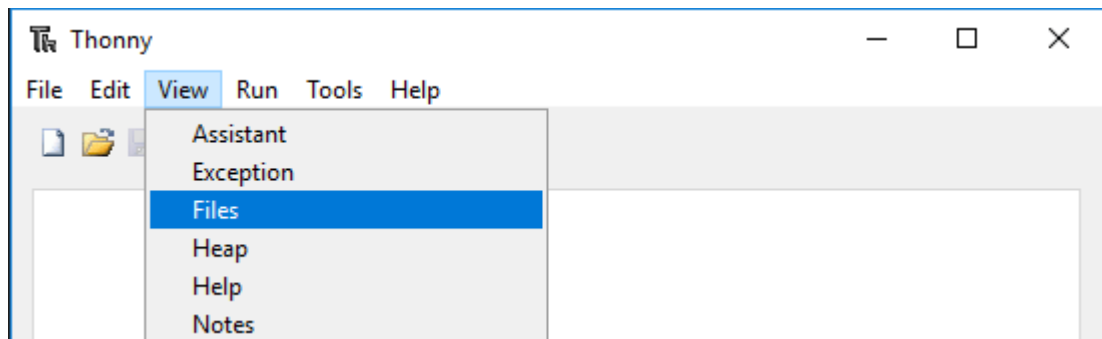 Thonny
File Edit View Run Tools Help
Assistant
Exception
Files
Heap
Help
Notes